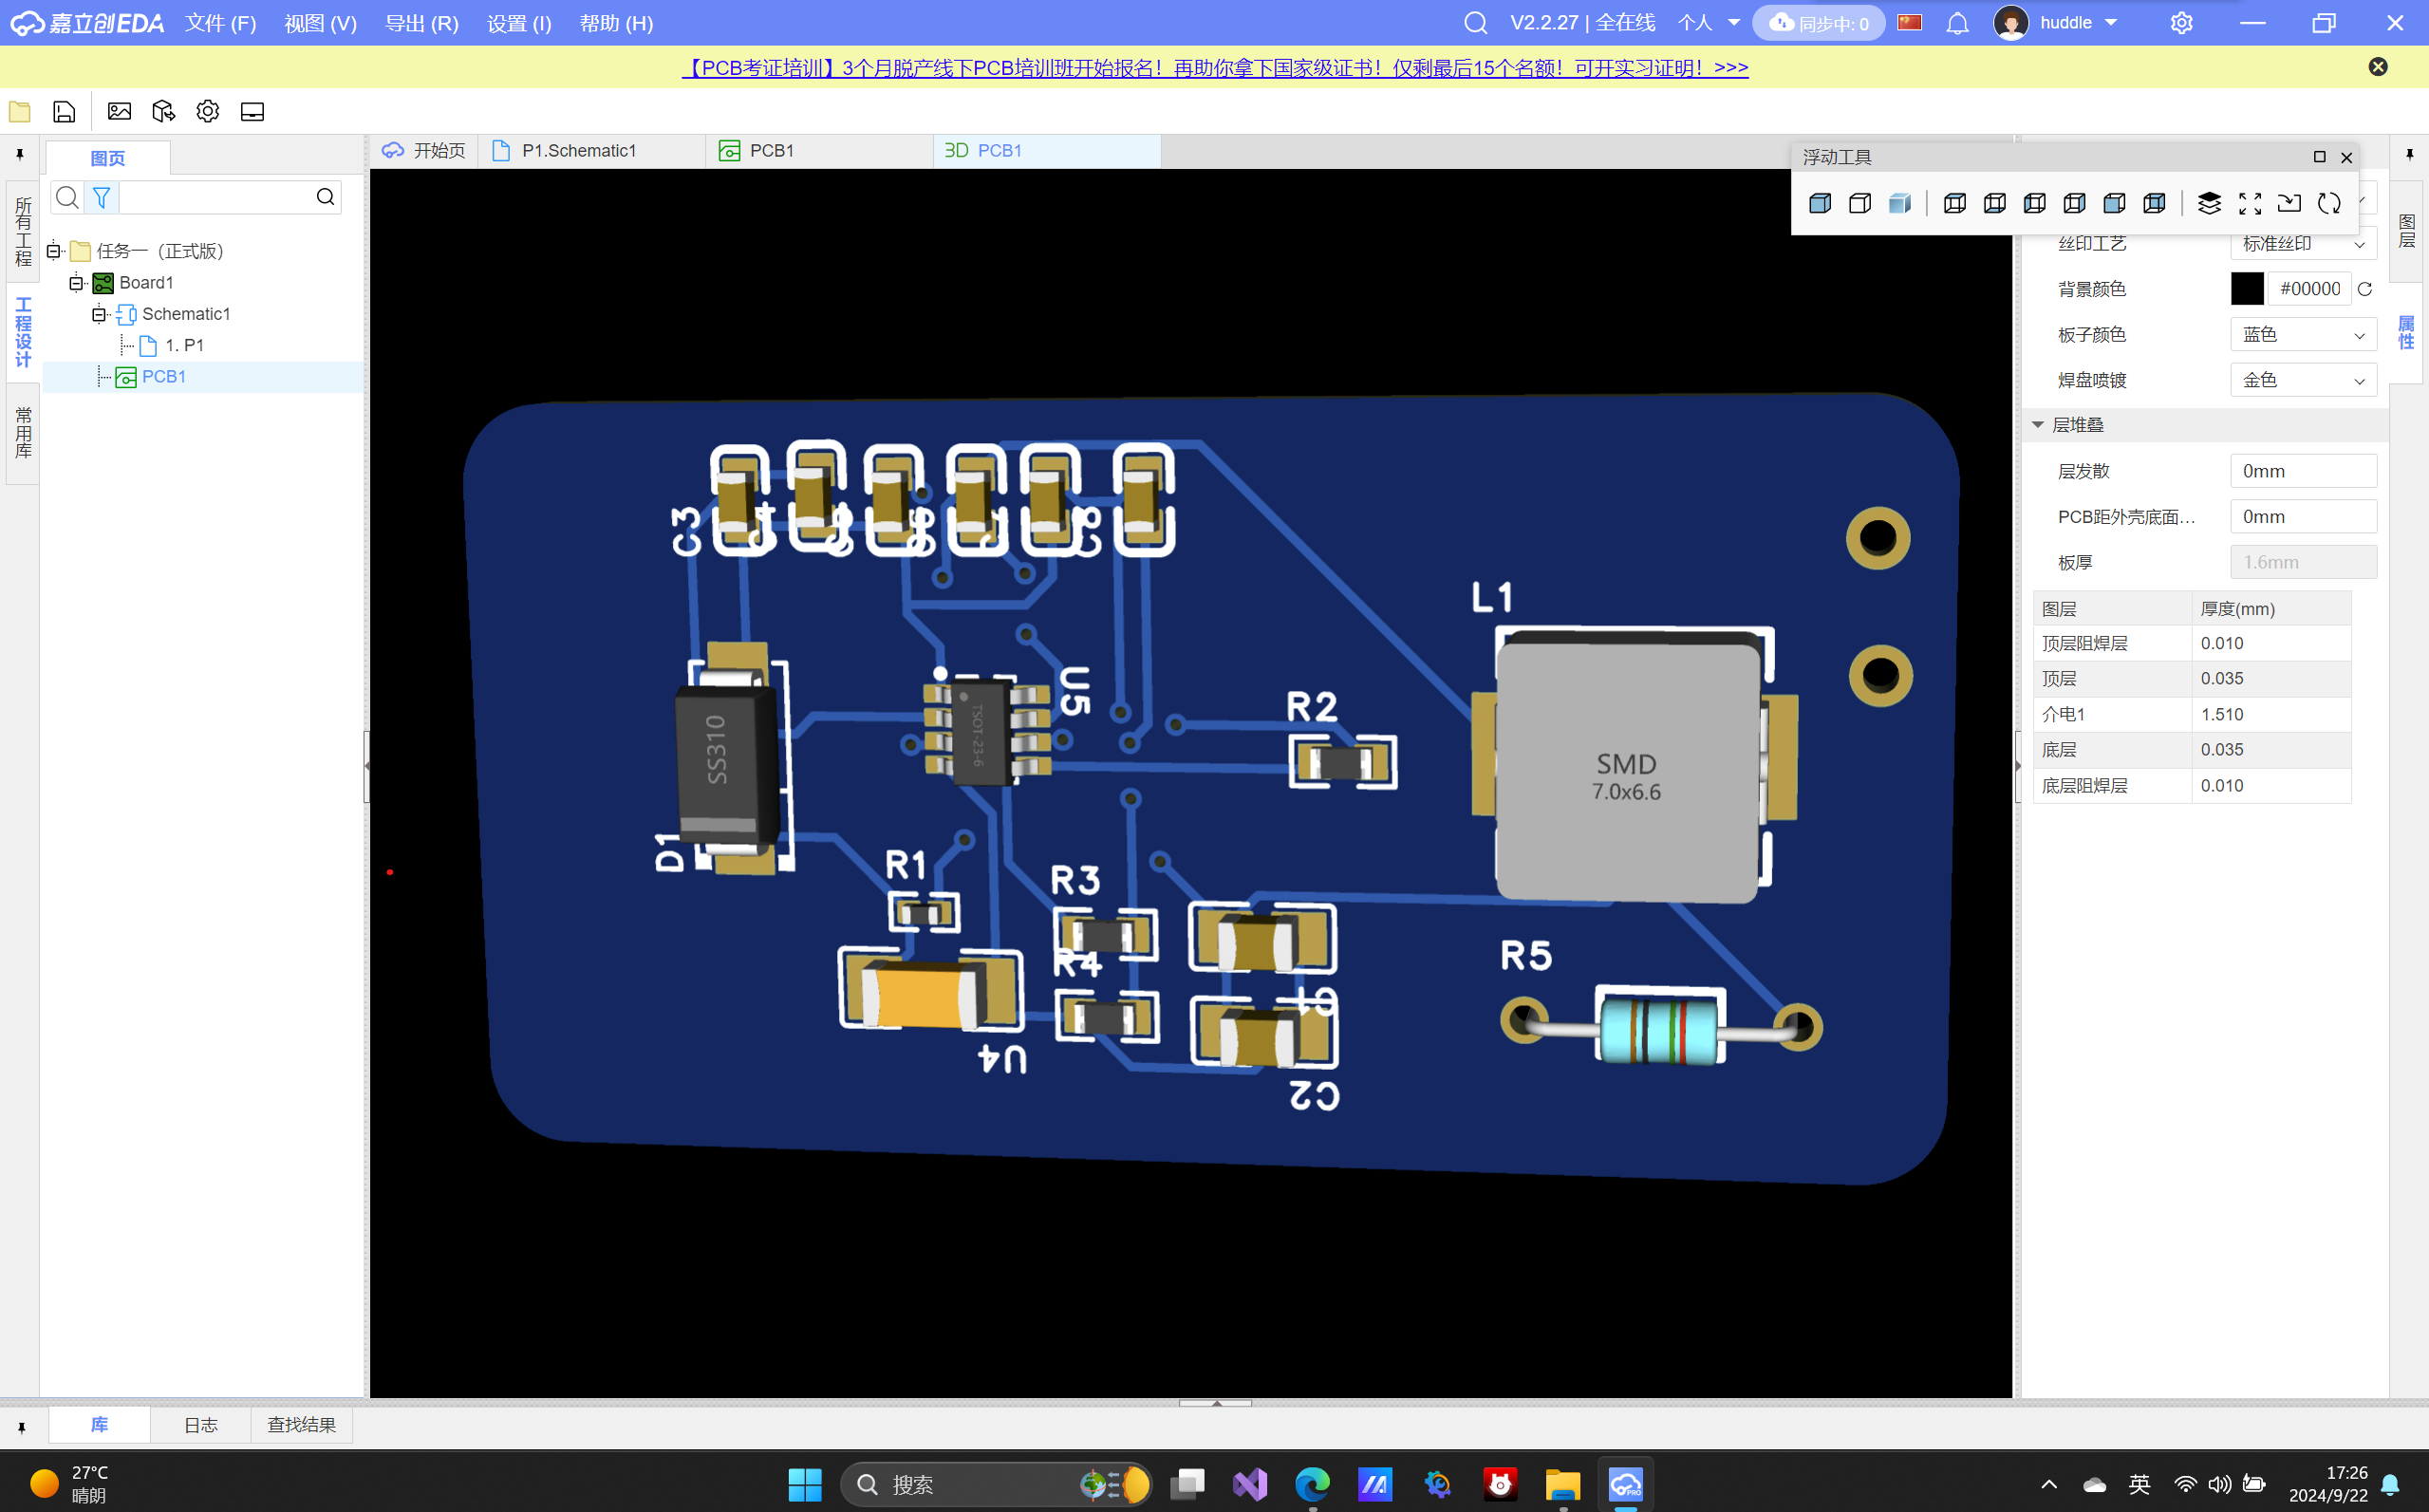 嘉立创EDA 文件 (F) 视图 (V) 导出 (R) 设置 (I) 帮助 (H) V2.2.27 | 全在线 个人 同步中: 0 huddle
【PCB考证培训】3个月脱产线下PCB培训班开始报名！再助你拿下国家级证书！仅剩最后15个名额！可开实习证明！>>>
图页
开始页 P1.Schematic1 PCB1 3D PCB1
浮动工具
所有工程
工程设计
常用库
任务一（正式版）
Board1
Schematic1
1. P1
PCB1
C3
C8
L1
U5
TSOT-23-6
R2
SS310
SMD
7.0x6.6
D1
R1
R3
R4
R5
C1
U4
C2
图层
属性
丝印工艺 标准丝印
背景颜色 #00000
板子颜色 蓝色
焊盘喷镀 金色
层堆叠
层发散 0mm
PCB距外壳底面... 0mm
板厚 1.6mm
图层 厚度(mm)
顶层阻焊层 0.010
顶层 0.035
介电1 1.510
底层 0.035
底层阻焊层 0.010
库 日志 查找结果
27°C
晴朗
搜索
PRO
英
17:26
2024/9/22